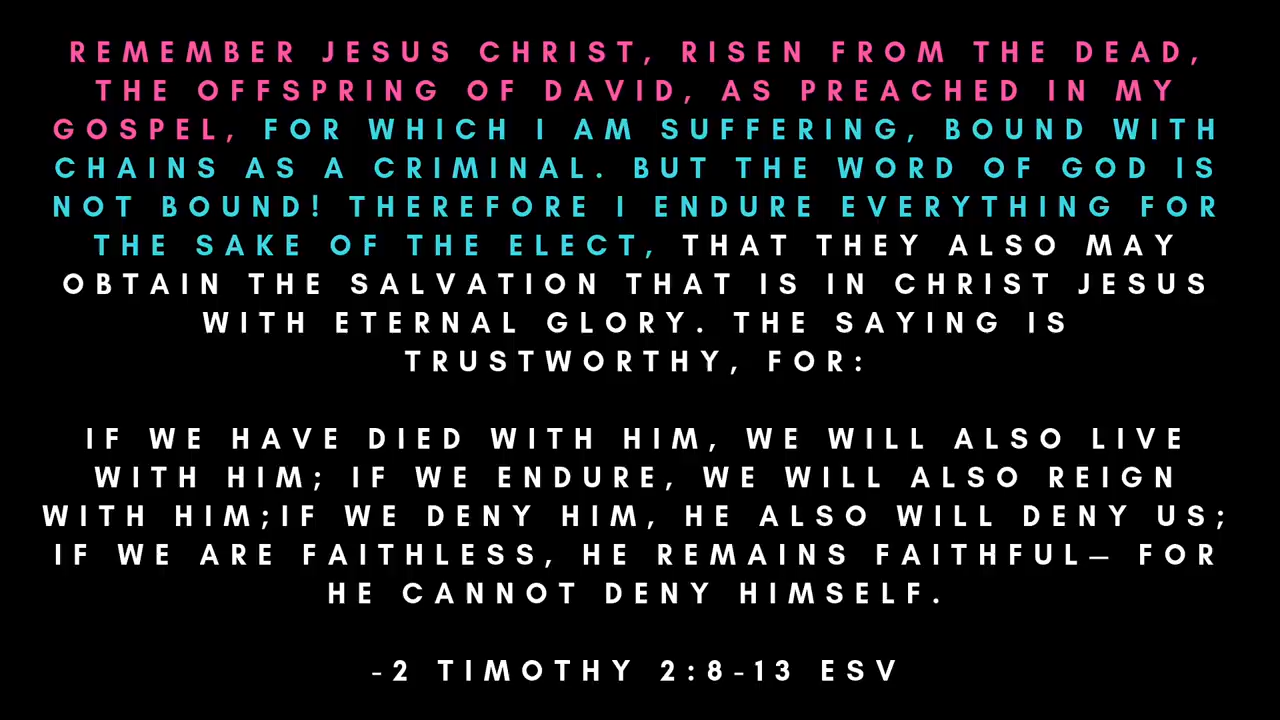 REMEMBER JESUS CHRIST, RISEN FROM THE DEAD,
THE OFFSPRING OF DAVID, AS PREACHED IN MY
GOSPEL, FOR WHICH I AM SUFFERING, BOUND WITH
CHAINS AS A CRIMINAL. BUT THE WORD OF GOD IS
NOT BOUND! THEREFORE I ENDURE EVERYTHING FOR
THE SAKE OF THE ELECT, THAT THEY ALSO MAY
OBTAIN THE SALVATION THAT IS IN CHRIST JESUS
WITH ETERNAL GLORY. THE SAYING IS
TRUSTWORTHY, FOR:
IF WE HAVE DIED WITH HIM, WE WILL ALSO LIVE
WITH HIM; IF WE ENDURE, WE WILL ALSO REIGN
WITH HIM;IF WE DENY HIM, HE ALSO WILL DENY US;
IF WE ARE FAITHLESS, HE REMAINS FAITHFUL— FOR
HE CANNOT DENY HIMSELF.
-2 TIMOTHY 2:8-13 ESV